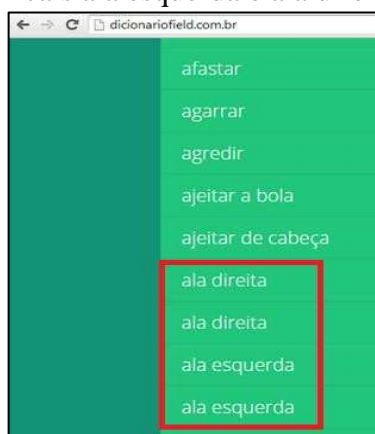 dicionariofield.com.br
afastar
agarrar
agredir
ajeitar a bola
ajeitar de cabeça
ala direita
ala direita
ala esquerda
ala esquerda